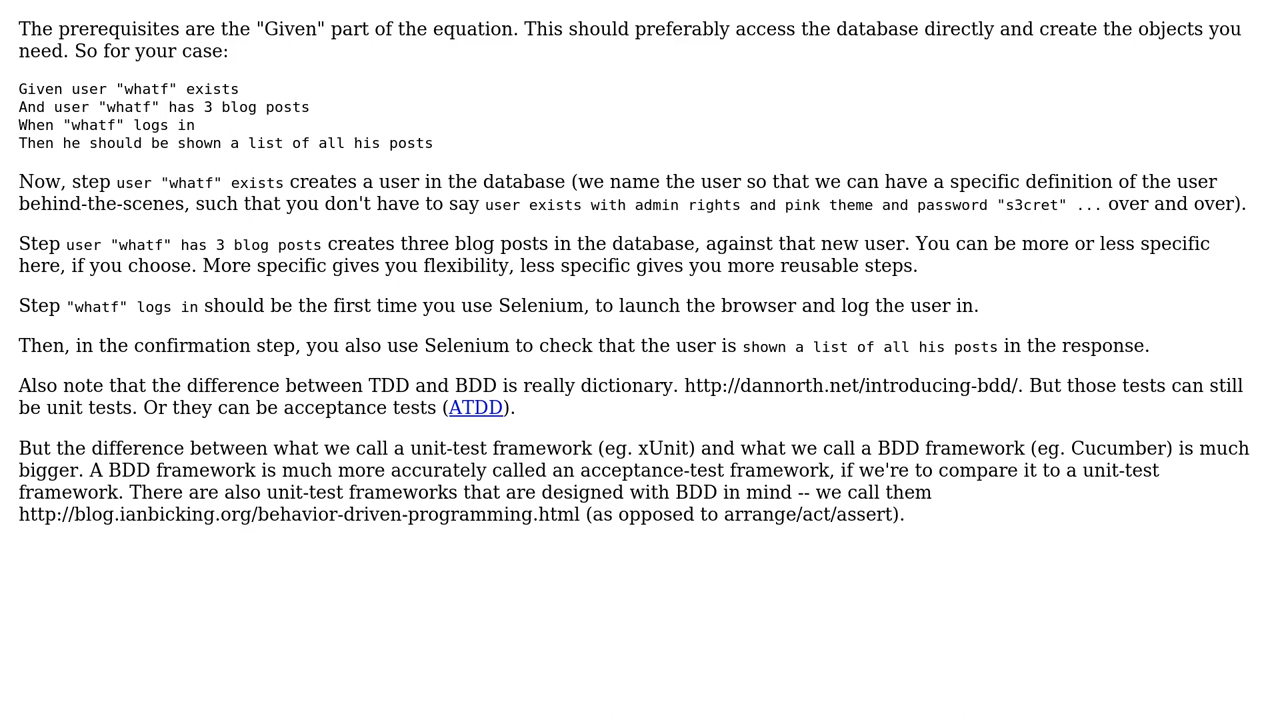 The prerequisites are the "Given" part of the equation. This should preferably access the database directly and create the objects you
need. So for your case:
Given user "whatf" exists
And user "whatf" has 3 blog posts
When "whatf" logs in
Then he should be shown a list of all his posts
Now, step user "whatf" exists creates a user in the database (we name the user so that we can have a specific definition of the user
behind-the-scenes, such that you don't have to say user exists with admin rights and pink theme and password "s3cret" ... over and over).
Step user "whatf" has 3 blog posts creates three blog posts in the database, against that new user. You can be more or less specific
here, if you choose. More specific gives you flexibility, less specific gives you more reusable steps.
Step "whatf" logs in should be the first time you use Selenium, to launch the browser and log the user in.
Then, in the confirmation step, you also use Selenium to check that the user is shown a list of all his posts in the response.
Also note that the difference between TDD and BDD is really dictionary. http://dannorth.net/introducing-bdd/. But those tests can still
be unit tests. Or they can be acceptance tests (ATDD).
But the difference between what we call a unit-test framework (eg. xUnit) and what we call a BDD framework (eg. Cucumber) is much
bigger. A BDD framework is much more accurately called an acceptance-test framework, if we're to compare it to a unit-test
framework. There are also unit-test frameworks that are designed with BDD in mind -- we call them
http://blog.ianbicking.org/behavior-driven-programming.html (as opposed to arrange/act/assert).